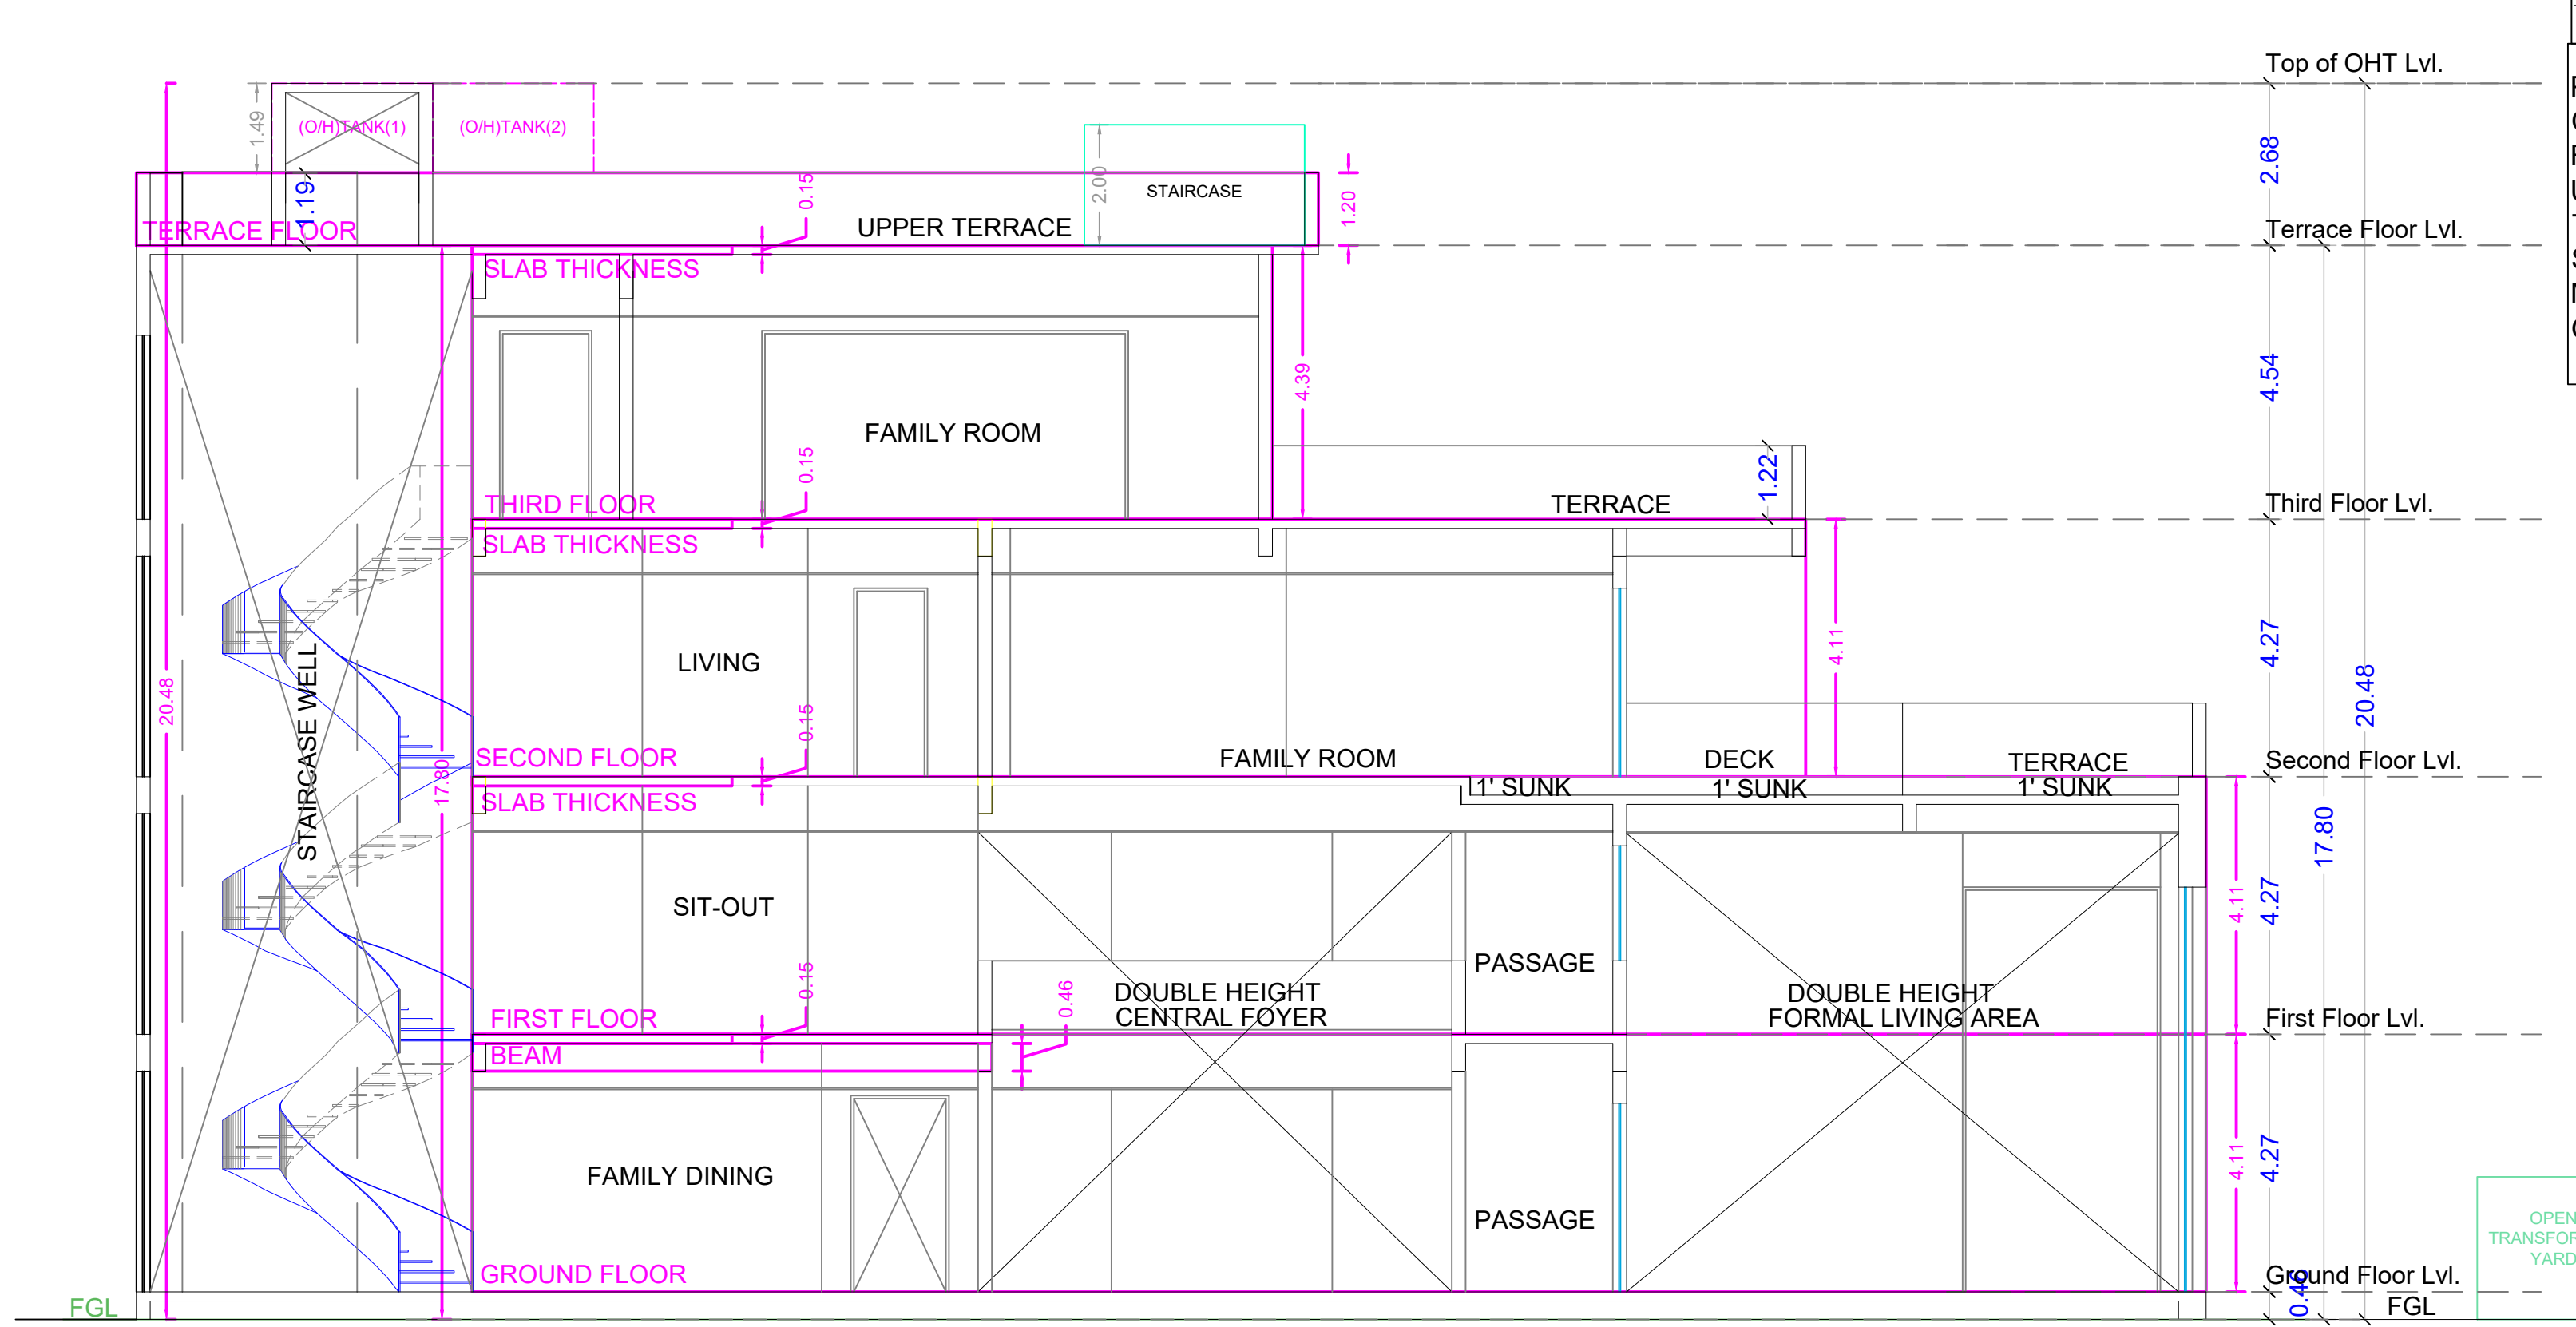 Top of OHT Lvl.
1.49
(O/H)TANK(1)
(O/H)TANK(2)
2.68
1.19
0.15
2.00
STAIRCASE
1.20
TERRACE FLOOR
UPPER TERRACE
Terrace Floor Lvl.
SLAB THICKNESS
4.39
4.54
FAMILY ROOM
0.15
1.22
THIRD FLOOR
TERRACE
Third Floor Lvl.
SLAB THICKNESS
STAIRCASE WELL
20.48
LIVING
4.11
4.27
20.48
0.15
SECOND FLOOR
FAMILY ROOM
DECK
TERRACE
Second Floor Lvl.
17.80
SLAB THICKNESS
1' SUNK
1' SUNK
1' SUNK
17.80
SIT-OUT
4.11
4.27
PASSAGE
0.15
0.46
DOUBLE HEIGHT
CENTRAL FOYER
DOUBLE HEIGHT
FORMAL LIVING AREA
FIRST FLOOR
First Floor Lvl.
BEAM
FAMILY DINING
4.11
4.27
PASSAGE
OPEN
YARD
GROUND FLOOR
Ground Floor Lvl.
0.46
FGL
FGL